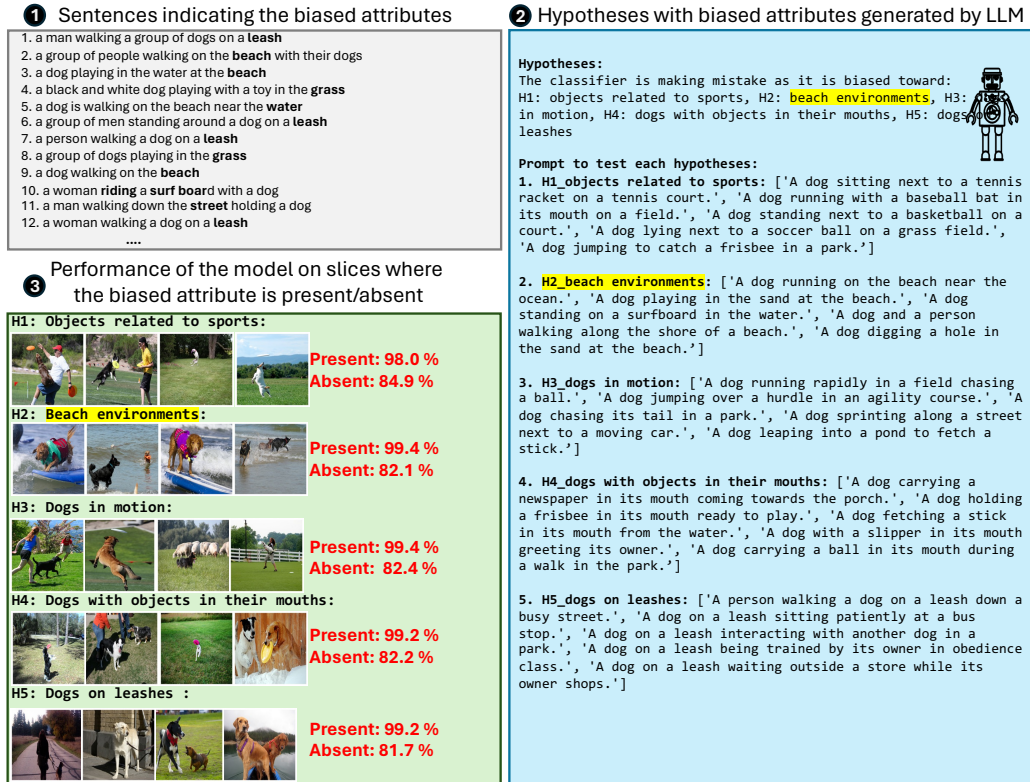 1 Sentences indicating the biased attributes
1. a man walking a group of dogs on a leash
2. a group of people walking on the beach with their dogs
3. a dog playing in the water at the beach
4. a black and white dog playing with a toy in the grass
5. a dog is walking on the beach near the water
6. a group of men standing around a dog on a leash
7. a person walking a dog on a leash
8. a group of dogs playing in the grass
9. a dog walking on the beach
10. a woman riding a surf board with a dog
11. a man walking down the street holding a dog
12. a woman walking a dog on a leash
....
3 Performance of the model on slices where
the biased attribute is present/absent
H1: Objects related to sports:
Present: 98.0 %
Absent: 84.9 %
H2: Beach environments:
Present: 99.4 %
Absent: 82.1 %
H3: Dogs in motion:
Present: 99.4 %
Absent: 82.4 %
H4: Dogs with objects in their mouths:
Present: 99.2 %
Absent: 82.2 %
H5: Dogs on leashes :
Present: 99.2 %
Absent: 81.7 %
2 Hypotheses with biased attributes generated by LLM
Hypotheses:
The classifier is making mistake as it is biased toward:
H1: objects related to sports, H2: beach environments, H3:
in motion, H4: dogs with objects in their mouths, H5: dogs
leashes
Prompt to test each hypotheses:
1. H1_objects related to sports: ['A dog sitting next to a tennis
racket on a tennis court.', 'A dog running with a baseball bat in
its mouth on a field.', 'A dog standing next to a basketball on a
court.', 'A dog lying next to a soccer ball on a grass field.',
'A dog jumping to catch a frisbee in a park.’]
2. H2_beach environments: ['A dog running on the beach near the
ocean.', 'A dog playing in the sand at the beach.', 'A dog
standing on a surfboard in the water.', 'A dog and a person
walking along the shore of a beach.', 'A dog digging a hole in
the sand at the beach.’]
3. H3_dogs in motion: ['A dog running rapidly in a field chasing
a ball.', 'A dog jumping over a hurdle in an agility course.', 'A
dog chasing its tail in a park.', 'A dog sprinting along a street
next to a moving car.', 'A dog leaping into a pond to fetch a
stick.’]
4. H4_dogs with objects in their mouths: ['A dog carrying a
newspaper in its mouth coming towards the porch.', 'A dog holding
a frisbee in its mouth ready to play.', 'A dog fetching a stick
in its mouth from the water.', 'A dog with a slipper in its mouth
greeting its owner.', 'A dog carrying a ball in its mouth during
a walk in the park.’]
5. H5_dogs on leashes: ['A person walking a dog on a leash down a
busy street.', 'A dog on a leash sitting patiently at a bus
stop.', 'A dog on a leash interacting with another dog in a
park.', 'A dog on a leash being trained by its owner in obedience
class.', 'A dog on a leash waiting outside a store while its
owner shops.']